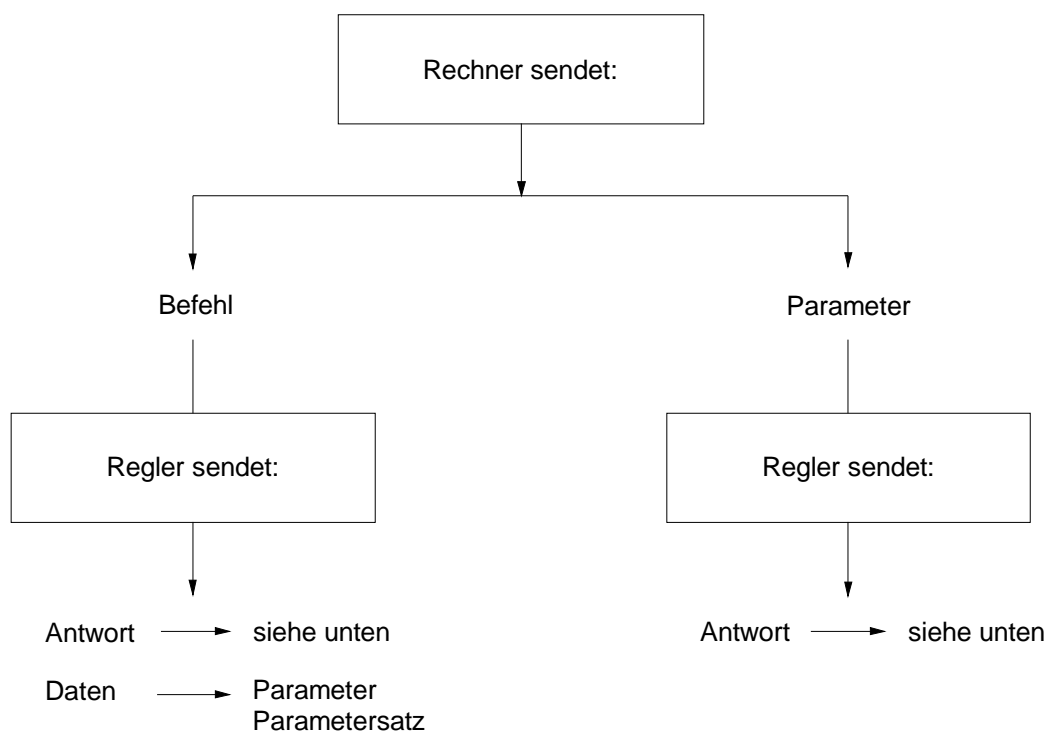 Rechner sendet:
Befehl
Parameter
Regler sendet:
Regler sendet:
Antwort siehe unten
Antwort siehe unten
Daten Parameter
Parametersatz